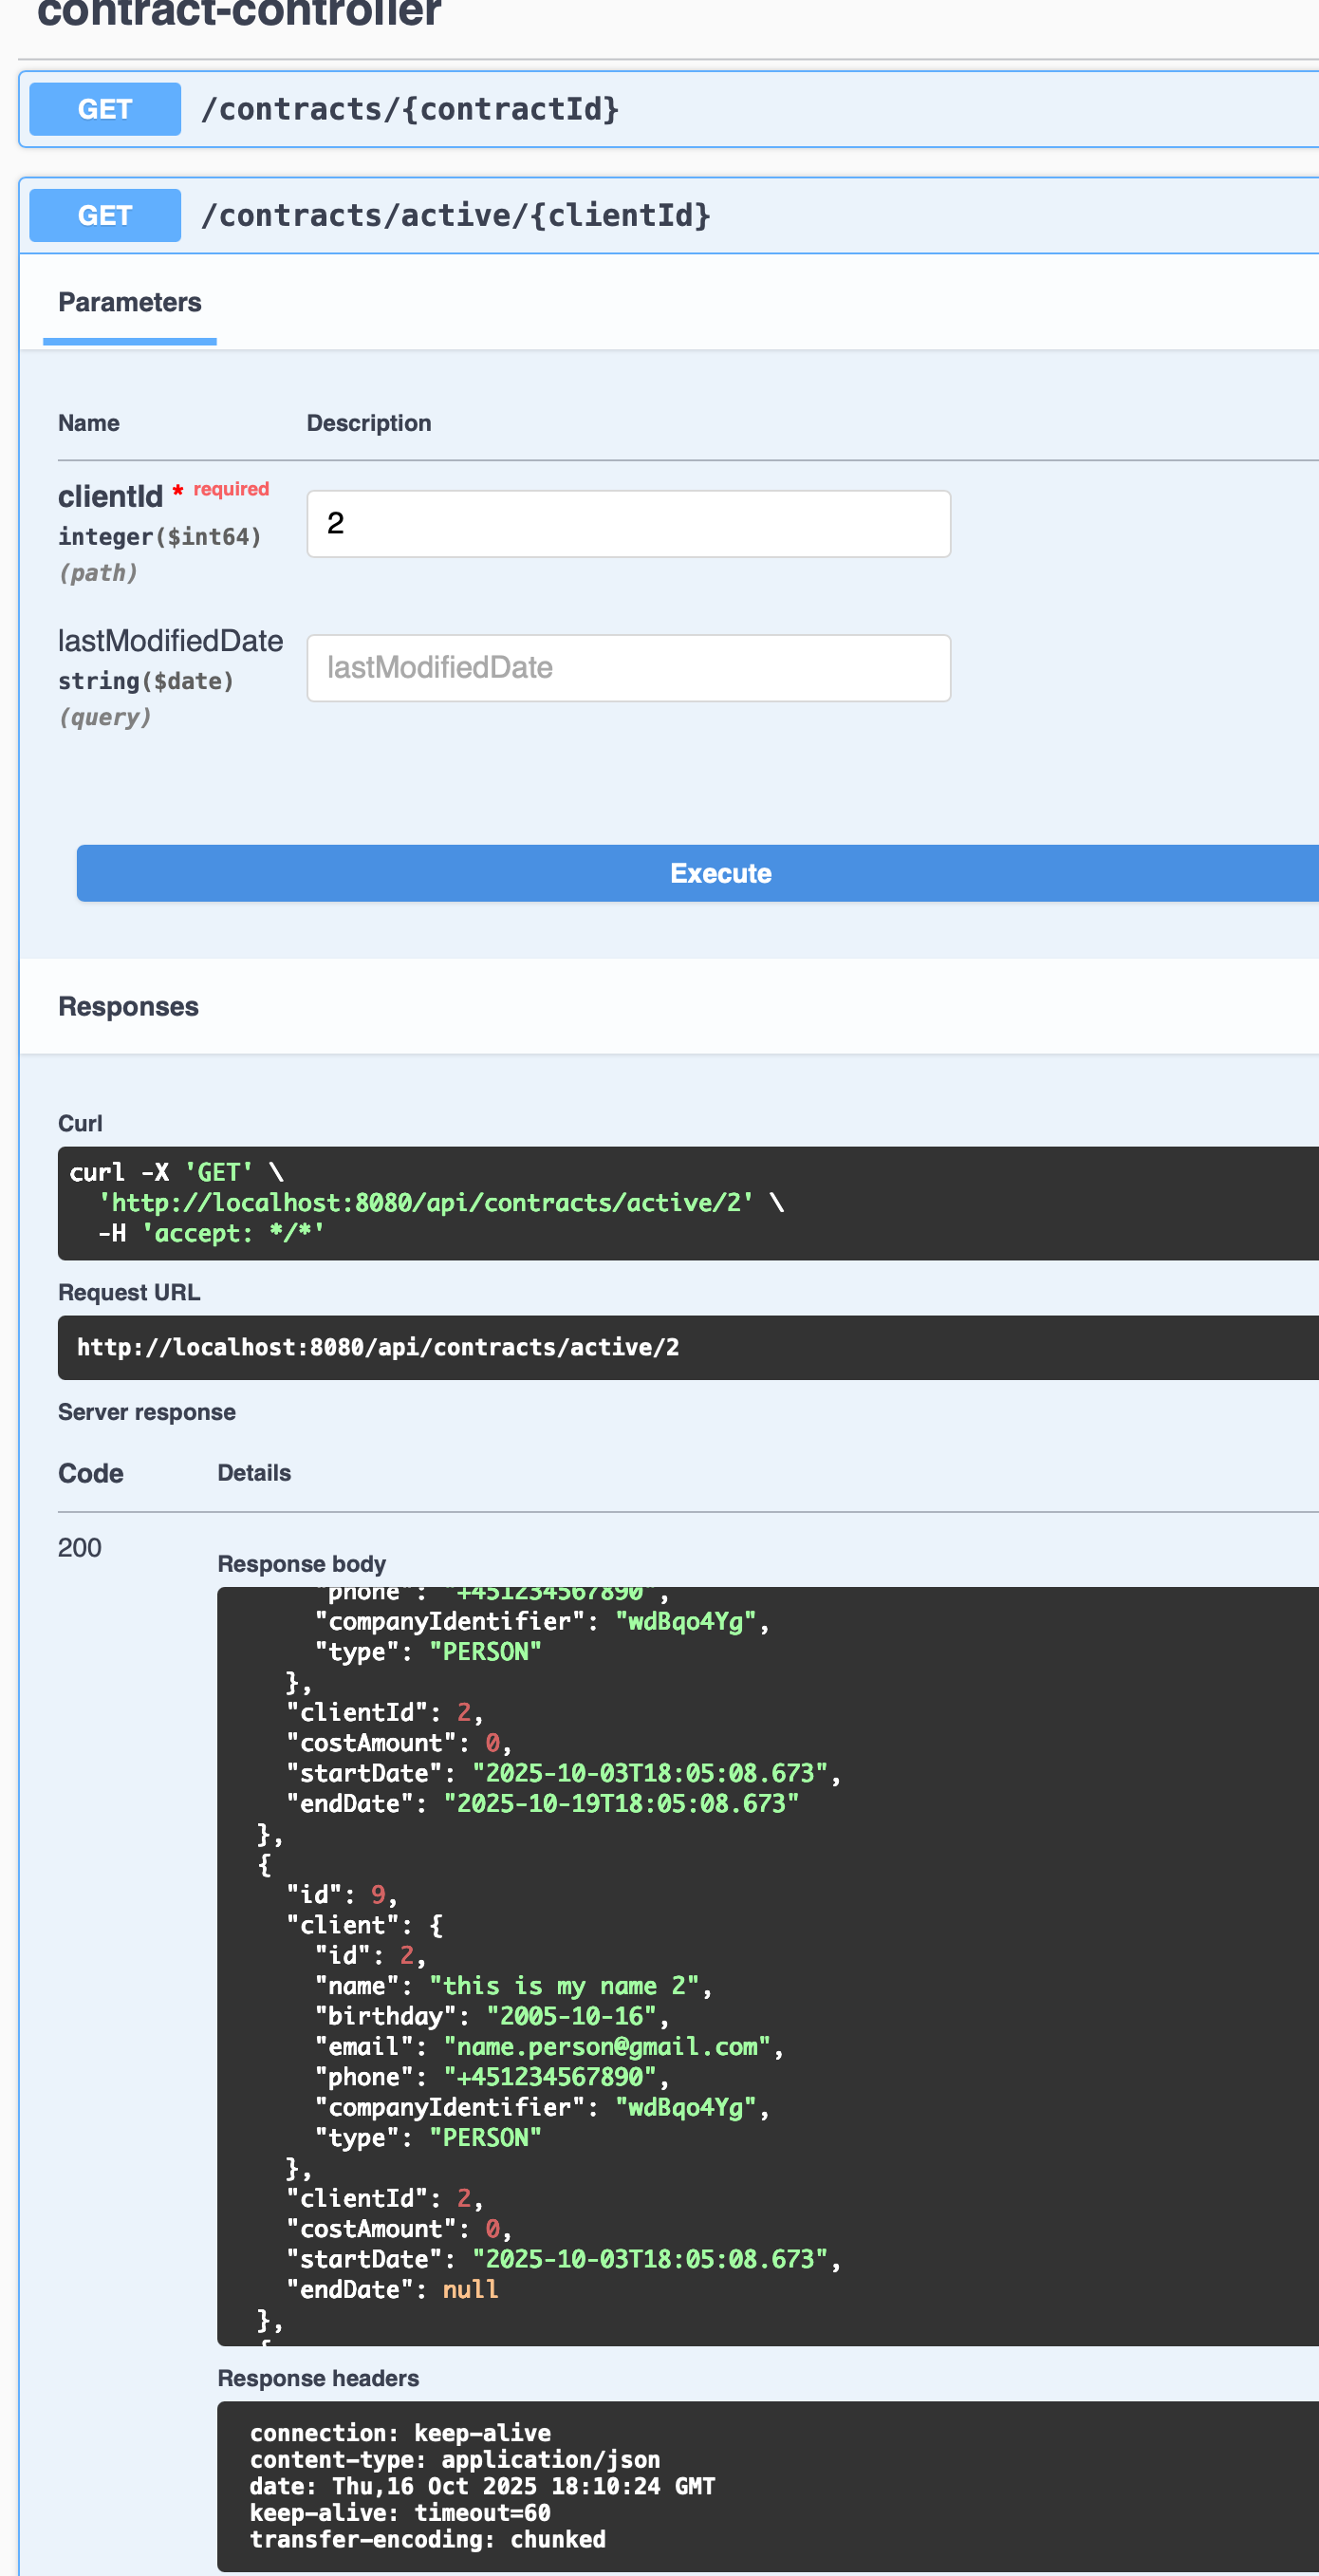 contract-controller
GET /contracts/{contractId}
GET /contracts/active/{clientId}
Parameters
Name Description
clientId * required
2
integer($int64)
(path)
lastModifiedDate
lastModifiedDate
string($date)
(query)
Execute
Responses
Curl
curl -X 'GET' \
  'http://localhost:8080/api/contracts/active/2' \
  -H 'accept: */*'
Request URL
http://localhost:8080/api/contracts/active/2
Server response
Code Details
200
Response body
      "phone": "+451234567890",
      "companyIdentifier": "wdBqo4Yg",
      "type": "PERSON"
    },
    "clientId": 2,
    "costAmount": 0,
    "startDate": "2025-10-03T18:05:08.673",
    "endDate": "2025-10-19T18:05:08.673"
  },
  {
    "id": 9,
    "client": {
      "id": 2,
      "name": "this is my name 2",
      "birthday": "2005-10-16",
      "email": "name.person@gmail.com",
      "phone": "+451234567890",
      "companyIdentifier": "wdBqo4Yg",
      "type": "PERSON"
    },
    "clientId": 2,
    "costAmount": 0,
    "startDate": "2025-10-03T18:05:08.673",
    "endDate": null
  },
  {
Response headers
connection: keep-alive
content-type: application/json
date: Thu,16 Oct 2025 18:10:24 GMT
keep-alive: timeout=60
transfer-encoding: chunked